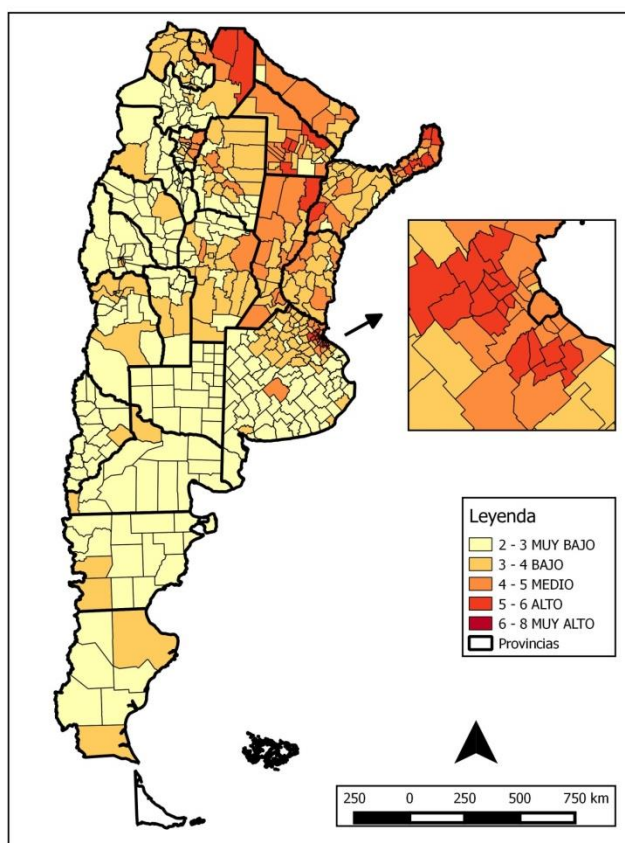 Leyenda
2 - 3 MUY BAJO
3 - 4 BAJO
4 - 5 MEDIO
5 - 6 ALTO
6 - 8 MUY ALTO
Provincias
250 0 250 500 750 km